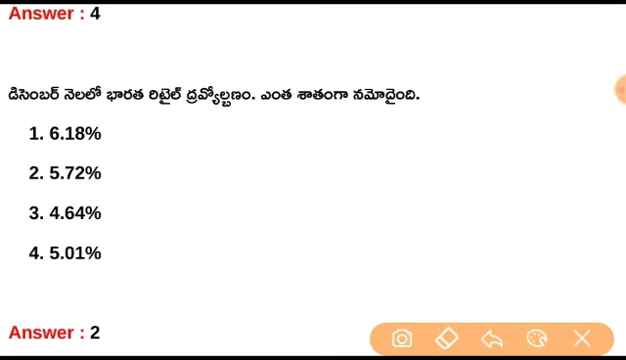 Answer : 4
డిసెంబర్ నెలలో భారత రిటైల్ ద్రవ్యోల్బణం. ఎంత శాతంగా నమోదైంది.
1. 6.18%
2. 5.72%
3. 4.64%
4. 5.01%
Answer : 2